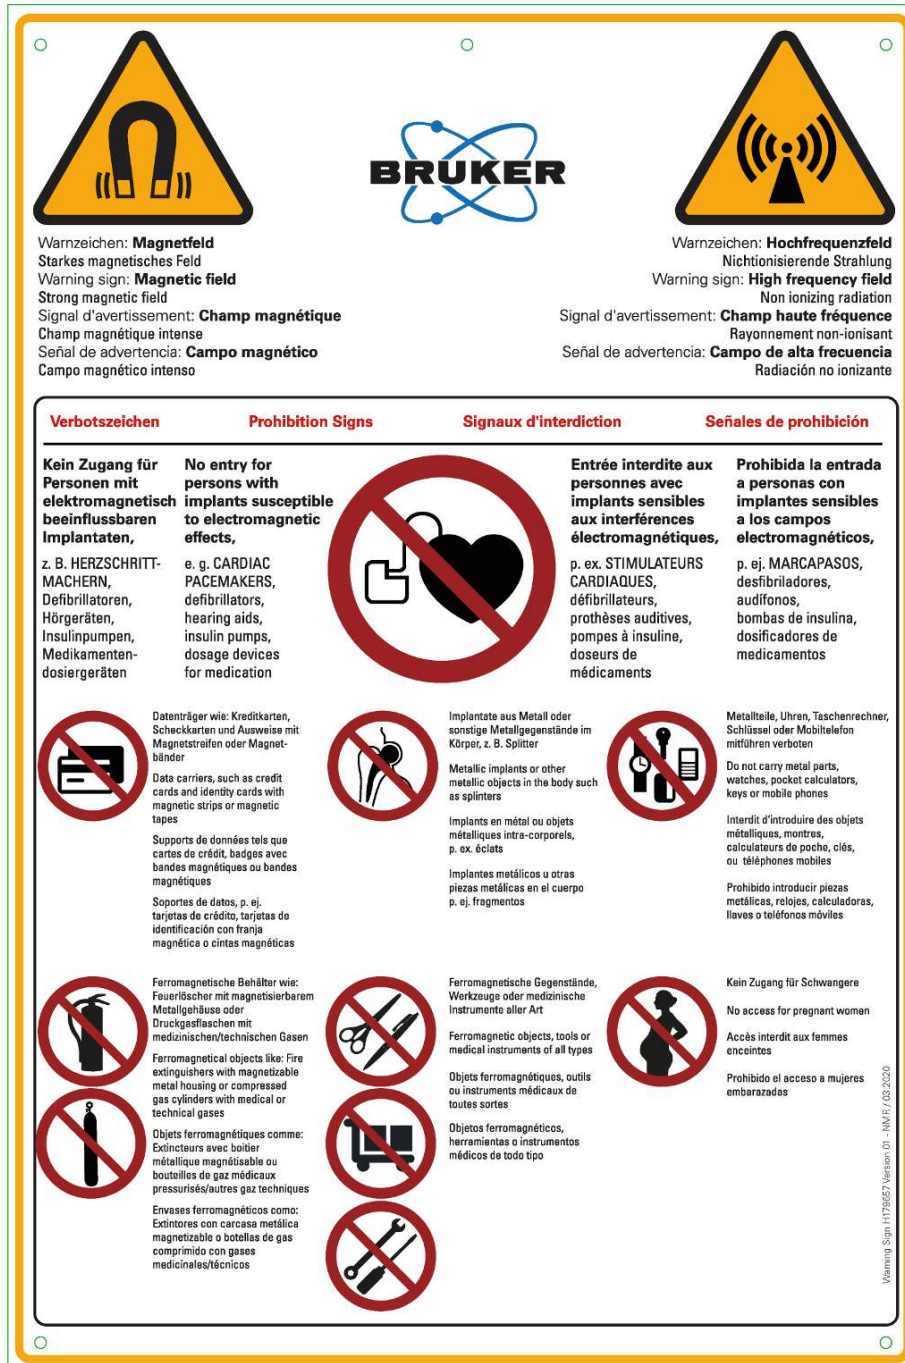 BRUKER
Warnzeichen: Magnetfeld
Starkes magnetisches Feld
Warning sign: Magnetic field
Strong magnetic field
Signal d'avertissement: Champ magnétique
Champ magnétique intense
Señal de advertencia: Campo magnético
Campo magnético intenso
Warnzeichen: Hochfrequenzfeld
Nichtionisierende Strahlung
Warning sign: High frequency field
Non ionizing radiation
Signal d'avertissement: Champ haute fréquence
Rayonnement non-ionisant
Señal de advertencia: Campo de alta frecuencia
Radiación no ionizante
Verbotszeichen
Prohibition Signs
Signaux d'interdiction
Señales de prohibición
Kein Zugang für
Personen mit
elektromagnetisch
beeinflussbaren
Implantaten,
z. B. HERZSCHRITT-
MACHERN,
Defibrillatoren,
Hörgeräten,
Insulinpumpen,
Medikamenten-
dosiergeräten
No entry for
persons with
implants susceptible
to electromagnetic
effects,
e. g. CARDIAC
PACEMAKERS,
defibrillators,
hearing aids,
insulin pumps,
dosage devices
for medication
Entrée interdite aux
personnes avec
implants sensibles
aux interférences
électromagnétiques,
p. ex. STIMULATEURS
CARDIAQUES,
défibrillateurs,
prothèses auditives,
pompes à insuline,
doseurs de
médicaments
Prohibida la entrada
a personas con
implantes sensibles
a los campos
electromagnéticos,
p. ej. MARCAPASOS,
desfibriladores,
audífonos,
bombas de insulina,
dosificadores de
medicamentos
Datenträger wie: Kreditkarten,
Scheckkarten und Ausweise mit
Magnetstreifen oder Magnet-
bänder
Data carriers, such as credit
cards and identity cards with
magnetic strips or magnetic
tapes
Supports de données tels que
cartes de crédit, badges avec
bandes magnétiques ou bandes
magnétiques
Soportes de datos, p. ej.
tarjetas de crédito, tarjetas de
identificación con franja
magnética o cintas magnéticas
Implantate aus Metall oder
sonstige Metallgegenstände im
Körper, z. B. Splitter
Metallic implants or other
metallic objects in the body such
as splinters
Implants en métal ou objets
métalliques intra-corporels,
p. ex. éclats
Implantes metálicos u otras
piezas metálicas en el cuerpo
p. ej. fragmentos
Metallteile, Uhren, Taschenrechner,
Schlüssel oder Mobiltelefon
mitführen verboten
Do not carry metal parts,
watches, pocket calculators,
keys or mobile phones
Interdit d'introduire des objets
métalliques, montres,
calculateurs de poche, clés,
ou téléphones mobiles
Prohibido introducir piezas
metálicas, relojes, calculadoras,
llaves o teléfonos móviles
Ferromagnetische Behälter wie:
Feuerlöscher mit magnetisierbarem
Metallgehäuse oder
Druckgasflaschen mit
medizinischen/technischen Gasen
Ferromagnetical objects like: Fire
extinguishers with magnetizable
metal housing or compressed
gas cylinders with medical or
technical gases
Objets ferromagnétiques comme:
Extincteurs avec boitier
métallique magnétisable ou
bouteilles de gaz médicaux
pressurisés/autres gaz techniques
Envases ferromagnéticos como:
Extintores con carcasa metálica
magnetizable o botellas de gas
comprimido con gases
medicinales/técnicos
Ferromagnetische Gegenstände,
Werkzeuge oder medizinische
Instrumente aller Art
Ferromagnetic objects, tools or
medical instruments of all types
Objets ferromagnétiques, outils
ou instruments médicaux de
toutes sortes
Objetos ferromagnéticos,
herramientas o instrumentos
médicos de todo tipo
Kein Zugang für Schwangere
No access for pregnant women
Accès interdit aux femmes
enceintes
Prohibido el acceso a mujeres
embarazadas
Warning Sign H179657 Version 01 - NMR / 03.2020